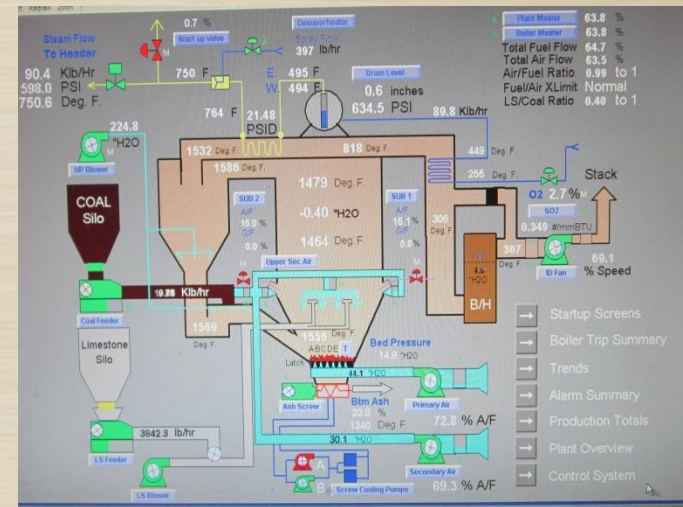 Redraw Zoom
0.7 %
Steam Flow
To Header
Start up valve
M
Desuperheater
Spray Flow
397 lb/hr
A Plant Master 63.8 %
A Boiler Master 63.8 %
Total Fuel Flow 64.7 %
Total Air Flow 63.5 %
Air/Fuel Ratio 0.99 to 1
Fuel/Air XLimit Normal
LS/Coal Ratio 0.40 to 1
90.4 Klb/Hr
598.0 PSI
750.6 Deg. F.
750 F
E. 495 F
W. 494 F
Drum Level
0.6 inches
634.5 PSI
764 F
21.48
PSID
89.8 Klb/hr
224.8
"H2O
M
HP Blower
1532 Deg. F.
818 Deg. F.
1586 Deg. F.
449 Deg. F.
255 Deg. F.
Stack
O2 2.7%
SO2
0.349 #/mmBTU
COAL
Silo
1479 Deg F
-0.40 "H2O
1464 Deg. F
SUB 2
A/F
15.0 %
G/F
0.0 %
SUB 1
A/F
15.1%
G/F
0.0%
306
Deg. F
4.6
"H2O
B/H
307
Deg. F
ID Fan
69.1
% Speed
Upper Sec Air
M
M
Klb/hr
Coal Feeder
1569
Deg. F
1556 Deg. F
ABCDE T
Latch
Bed Pressure
14.9 "H2O
Limestone
Silo
44.1 "H2O
Ash Screw
Btm Ash
22.0 %
1340 Deg F
Primary Air
72.8 % A/F
3842.3 lb/hr
LS Feeder
30.1 "H2O
LS Blower
A
B
Screw Cooling Pumps
Secondary Air
69.3 % A/F
Startup Screens
Boiler Trip Summary
Trends
Alarm Summary
Production Totals
Plant Overview
Control System